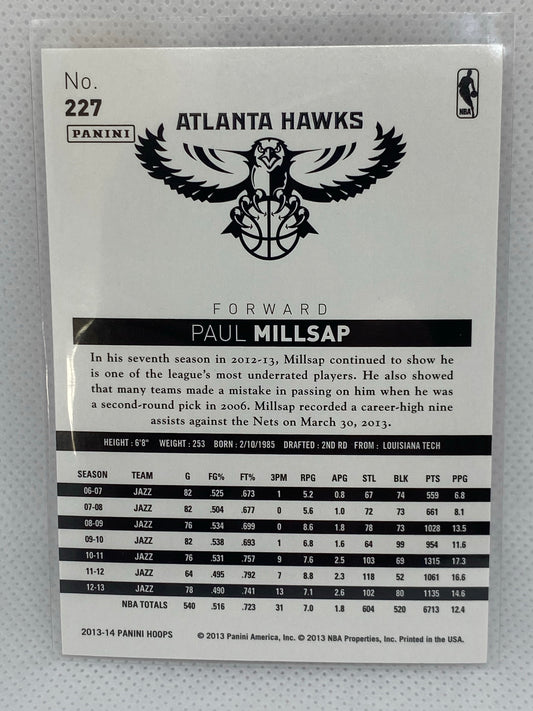 No.
227
PANINI
ATLANTA HAWKS
NBA
FORWARD
PAUL MILLSAP
In his seventh season in 2012-13, Millsap continued to show he
is one of the league's most underrated players. He also showed
that many teams made a mistake in passing on him when he was
a second-round pick in 2006. Millsap recorded a career-high nine
assists against the Nets on March 30, 2013.
HEIGHT: 6'8" WEIGHT: 253 BORN: 2/10/1985 DRAFTED: 2ND RD FROM: LOUISIANA TECH
SEASON TEAM G FG% FT% 3PM RPG APG STL BLK PTS PPG
06-07 JAZZ 82 .525 .673 1 5.2 0.8 67 74 559 6.8
07-08 JAZZ 82 .504 .677 0 5.6 1.0 72 73 661 8.1
08-09 JAZZ 76 .534 .699 0 8.6 1.8 78 73 1028 13.5
09-10 JAZZ 82 .538 .693 1 6.8 1.6 64 99 954 11.6
10-11 JAZZ 76 .531 .757 9 7.6 2.5 103 69 1315 17.3
11-12 JAZZ 64 .495 .792 7 8.8 2.3 118 52 1061 16.6
12-13 JAZZ 78 .490 .741 13 7.1 2.6 102 80 1135 14.6
NBA TOTALS 540 .516 .723 31 7.0 1.8 604 520 6713 12.4
2013-14 PANINI HOOPS © 2013 Panini America, Inc. © 2013 NBA Properties, Inc. Printed in the USA.